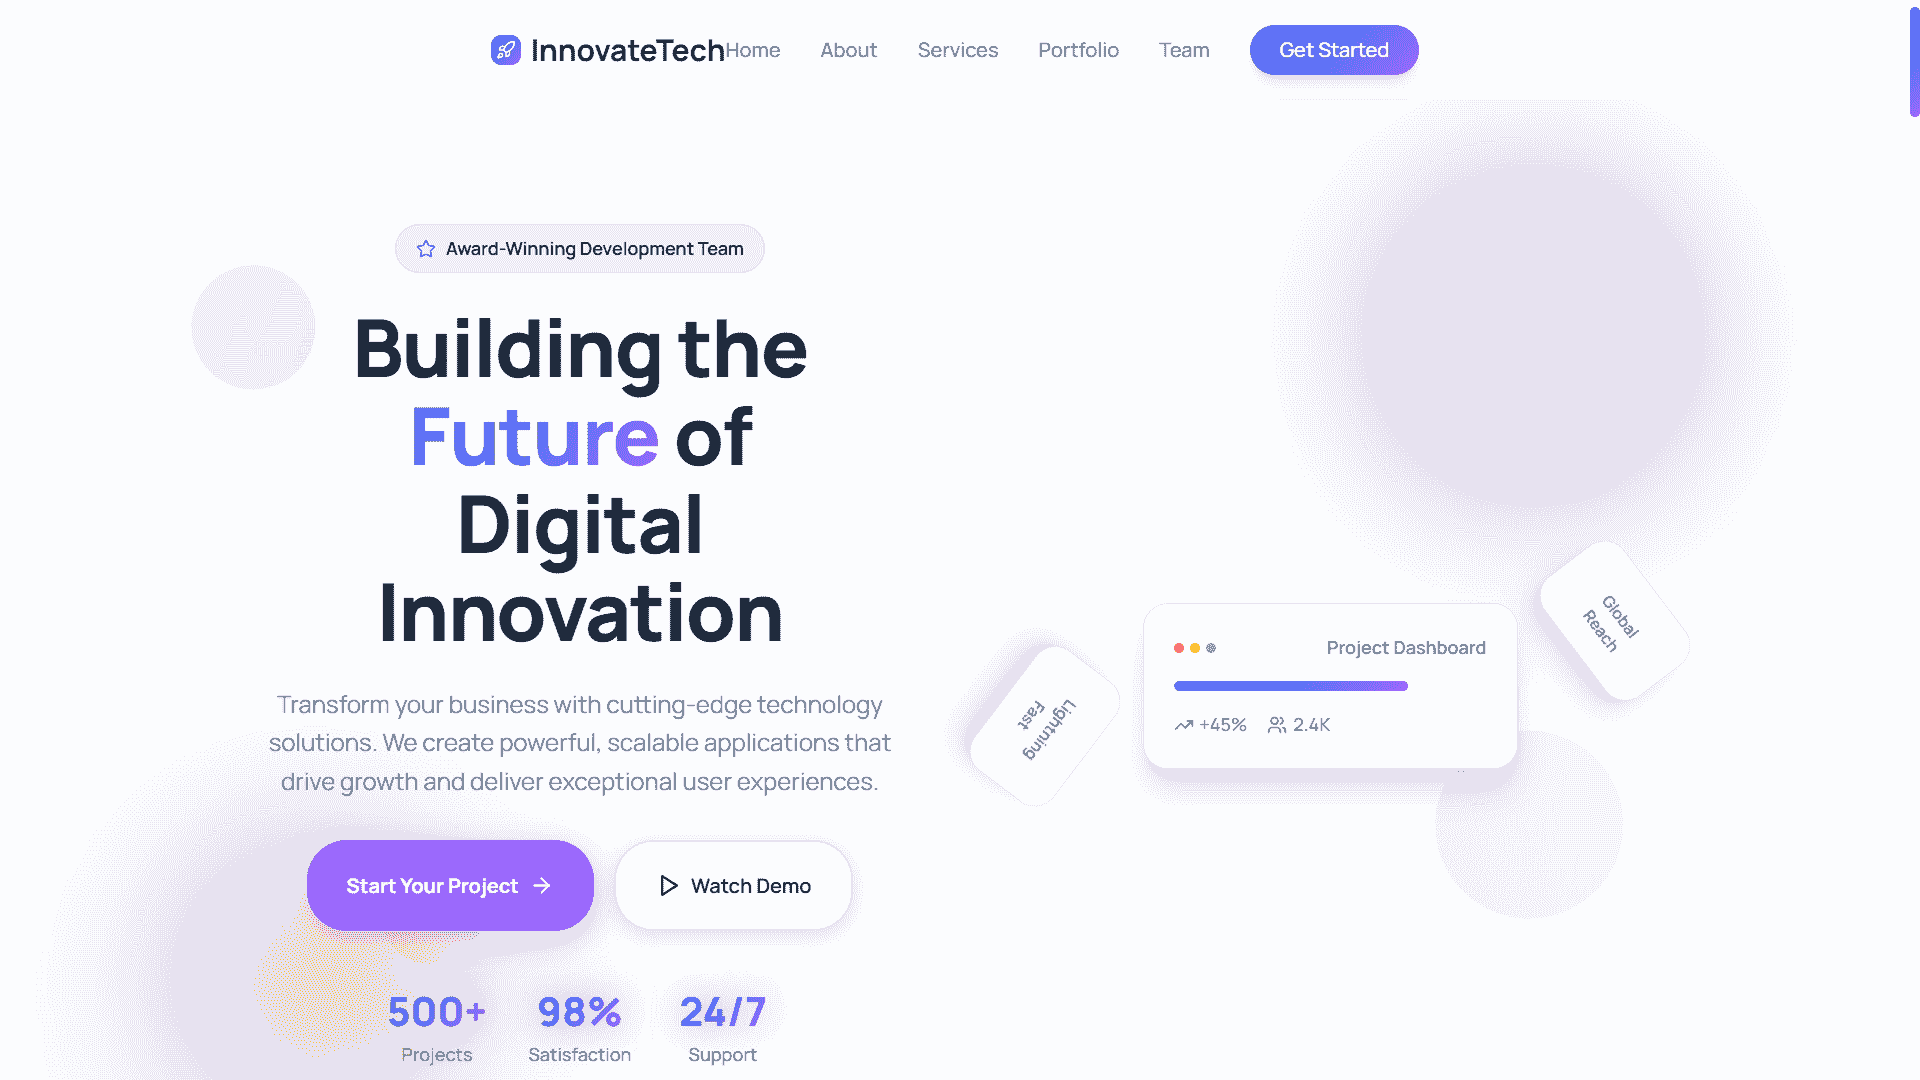 InnovateTech
Home
About
Services
Portfolio
Team
Get Started
Award-Winning Development Team
Building the
Future of
Digital
Innovation
Transform your business with cutting-edge technology
solutions. We create powerful, scalable applications that
drive growth and deliver exceptional user experiences.
Start Your Project
Watch Demo
500+
Projects
98%
Satisfaction
24/7
Support
Lightning
Fast
Project Dashboard
+45%
2.4K
Global
Reach